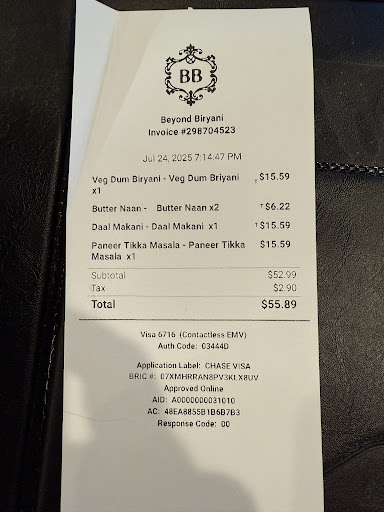 BB
Beyond Biryani
Invoice #298704523
Jul 24, 2025 7:14:47 PM
Veg Dum Biryani - Veg Dum Briyani x1 T $15.59
Butter Naan - Butter Naan x2 T $6.22
Daal Makani - Daal Makani x1 T $15.59
Paneer Tikka Masala - Paneer Tikka Masala x1 $15.59
Subtotal $52.99
Tax $2.90
Total $55.89
Visa 6716 (Contactless EMV)
Auth Code: 03444D
Application Label: CHASE VISA
BRIC #: 07XMHRRAN8PV3KLX8UV
Approved Online
AID: A0000000031010
AC: 48EA8855B1B6B7B3
Response Code: 00